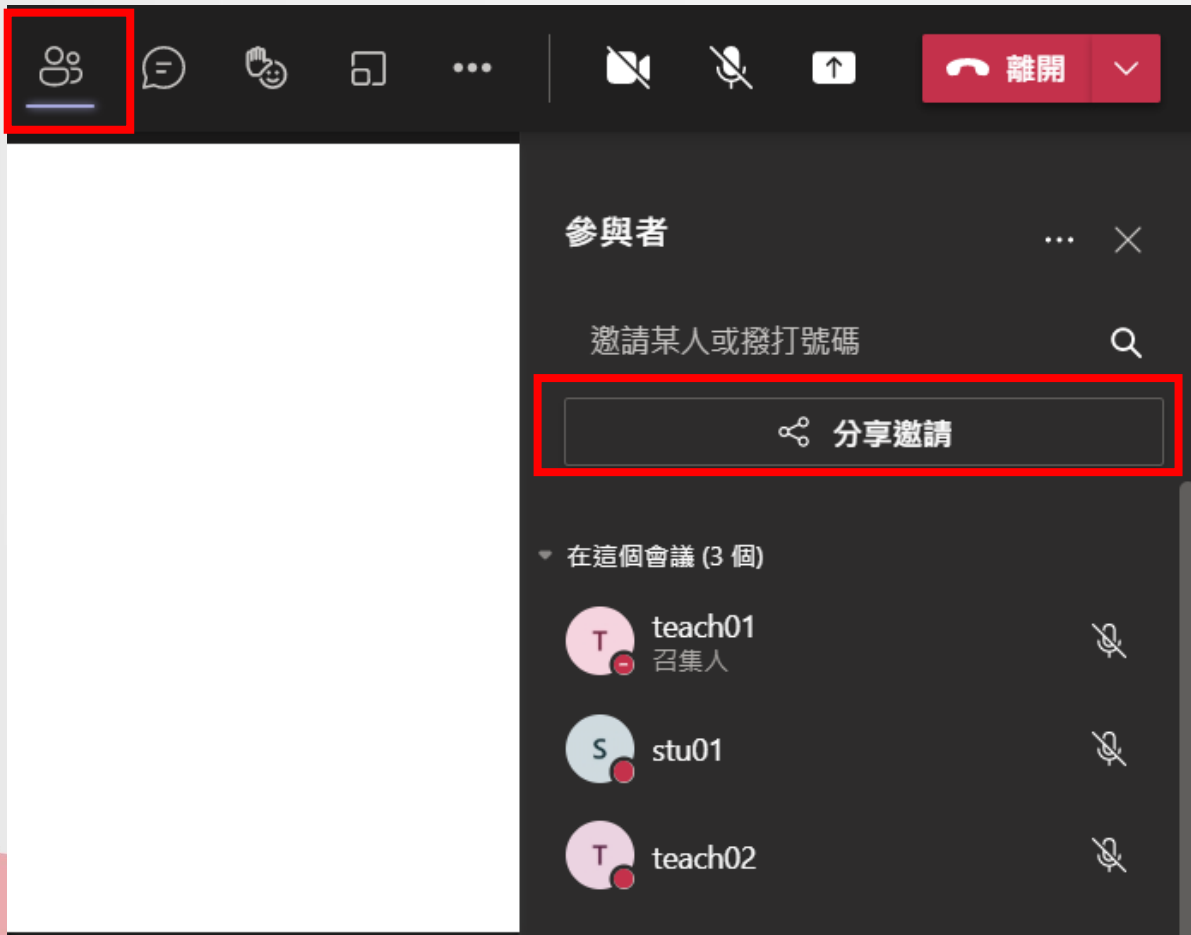 離開
參與者
邀請某人或撥打號碼
分享邀請
在這個會議 (3 個)
T
teach01
召集人
S
stu01
T
teach02